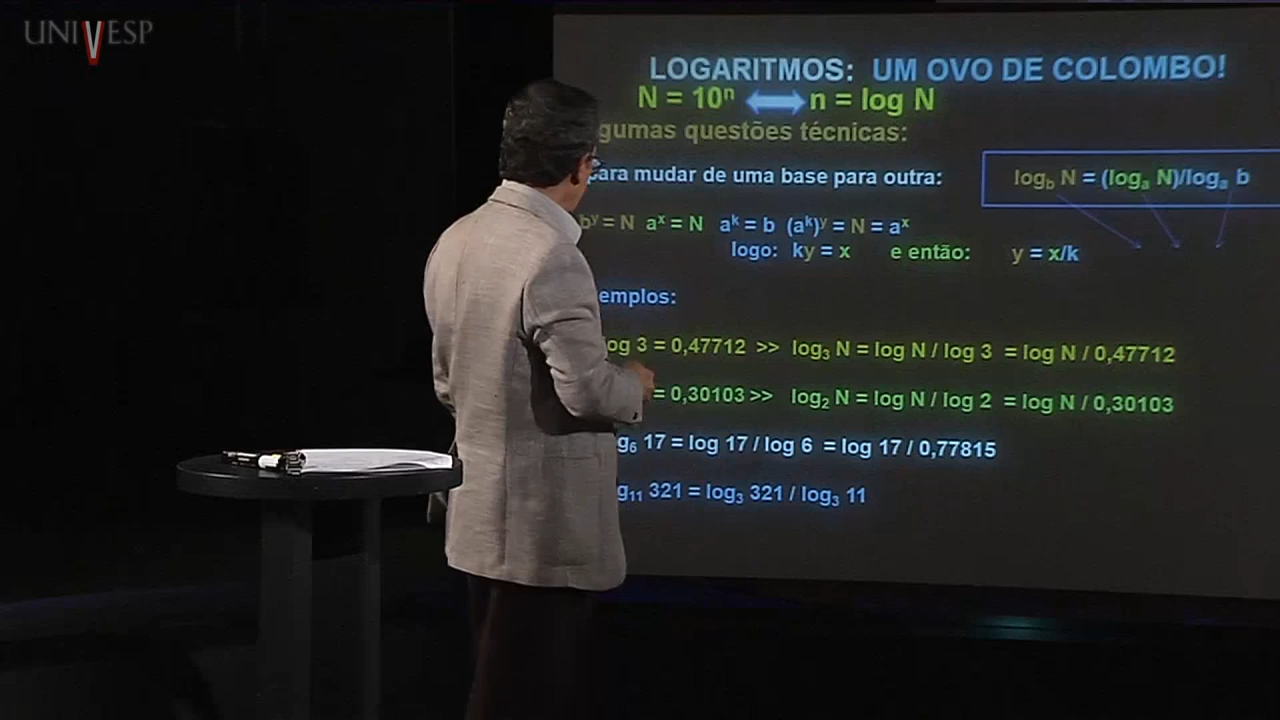 UNIVESP
LOGARITMOS: UM OVO DE COLOMBO!
N = 10ⁿ ⟺ n = log N
gumas questões técnicas:
para mudar de uma base para outra:
log_b N = (log_a N)/log_a b
b^y = N a^x = N a^k = b (a^k)^y = N = a^x
logo: ky = x e então: y = x/k
emplos:
log 3 = 0,47712 >> log₃ N = log N / log 3 = log N / 0,47712
= 0,30103 >> log₂ N = log N / log 2 = log N / 0,30103
g₆ 17 = log 17 / log 6 = log 17 / 0,77815
g₁₁ 321 = log₃ 321 / log₃ 11